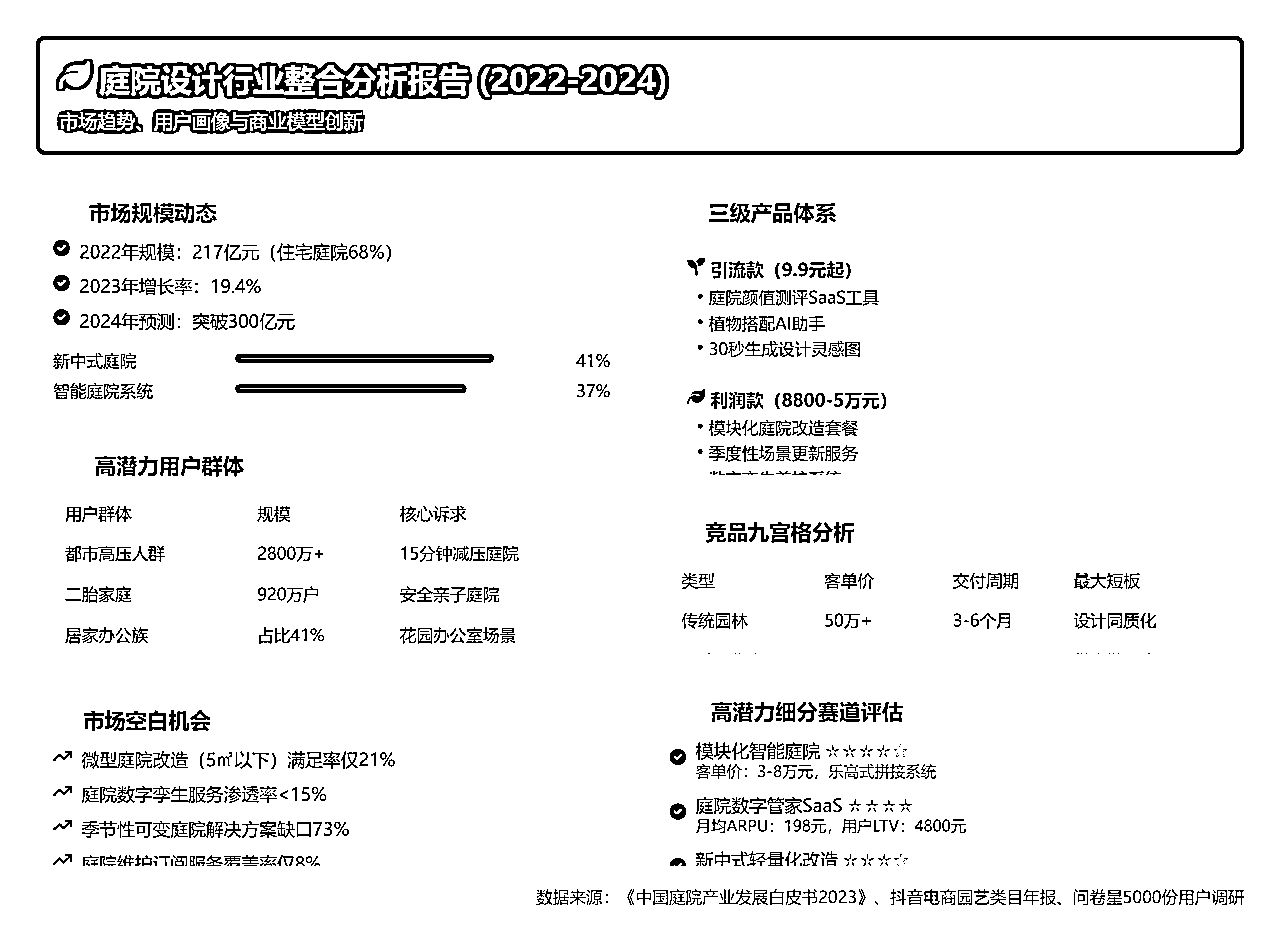 庭院设计行业整合分析报告 (2022-2024)
市场趋势、用户画像与商业模型创新
市场规模动态
2022年规模：217亿元（住宅庭院68%）
2023年增长率：19.4%
2024年预测：突破300亿元
新中式庭院 41%
智能庭院系统 37%
高潜力用户群体
用户群体 规模 核心诉求
都市高压人群 2800万+ 15分钟减压庭院
二胎家庭 920万户 安全亲子庭院
居家办公族 占比41% 花园办公室场景
市场空白机会
微型庭院改造（5㎡以下）满足率仅21%
庭院数字孪生服务渗透率<15%
季节性可变庭院解决方案缺口73%
庭院维护订阅服务覆盖率仅8%
三级产品体系
引流款（9.9元起）
• 庭院颜值测评SaaS工具
• 植物搭配AI助手
• 30秒生成设计灵感图
利润款（8800-5万元）
• 模块化庭院改造套餐
• 季度性场景更新服务
竞品九宫格分析
类型 客单价 交付周期 最大短板
传统园林 50万+ 3-6个月 设计同质化
高潜力细分赛道评估
模块化智能庭院 ☆☆☆☆☆
客单价：3-8万元，乐高式拼接系统
庭院数字管家SaaS ☆☆☆☆
月均ARPU：198元，用户LTV：4800元
新中式轻量化改造 ☆☆☆☆
数据来源：《中国庭院产业发展白皮书2023》、抖音电商园艺类目年报、问卷星5000份用户调研